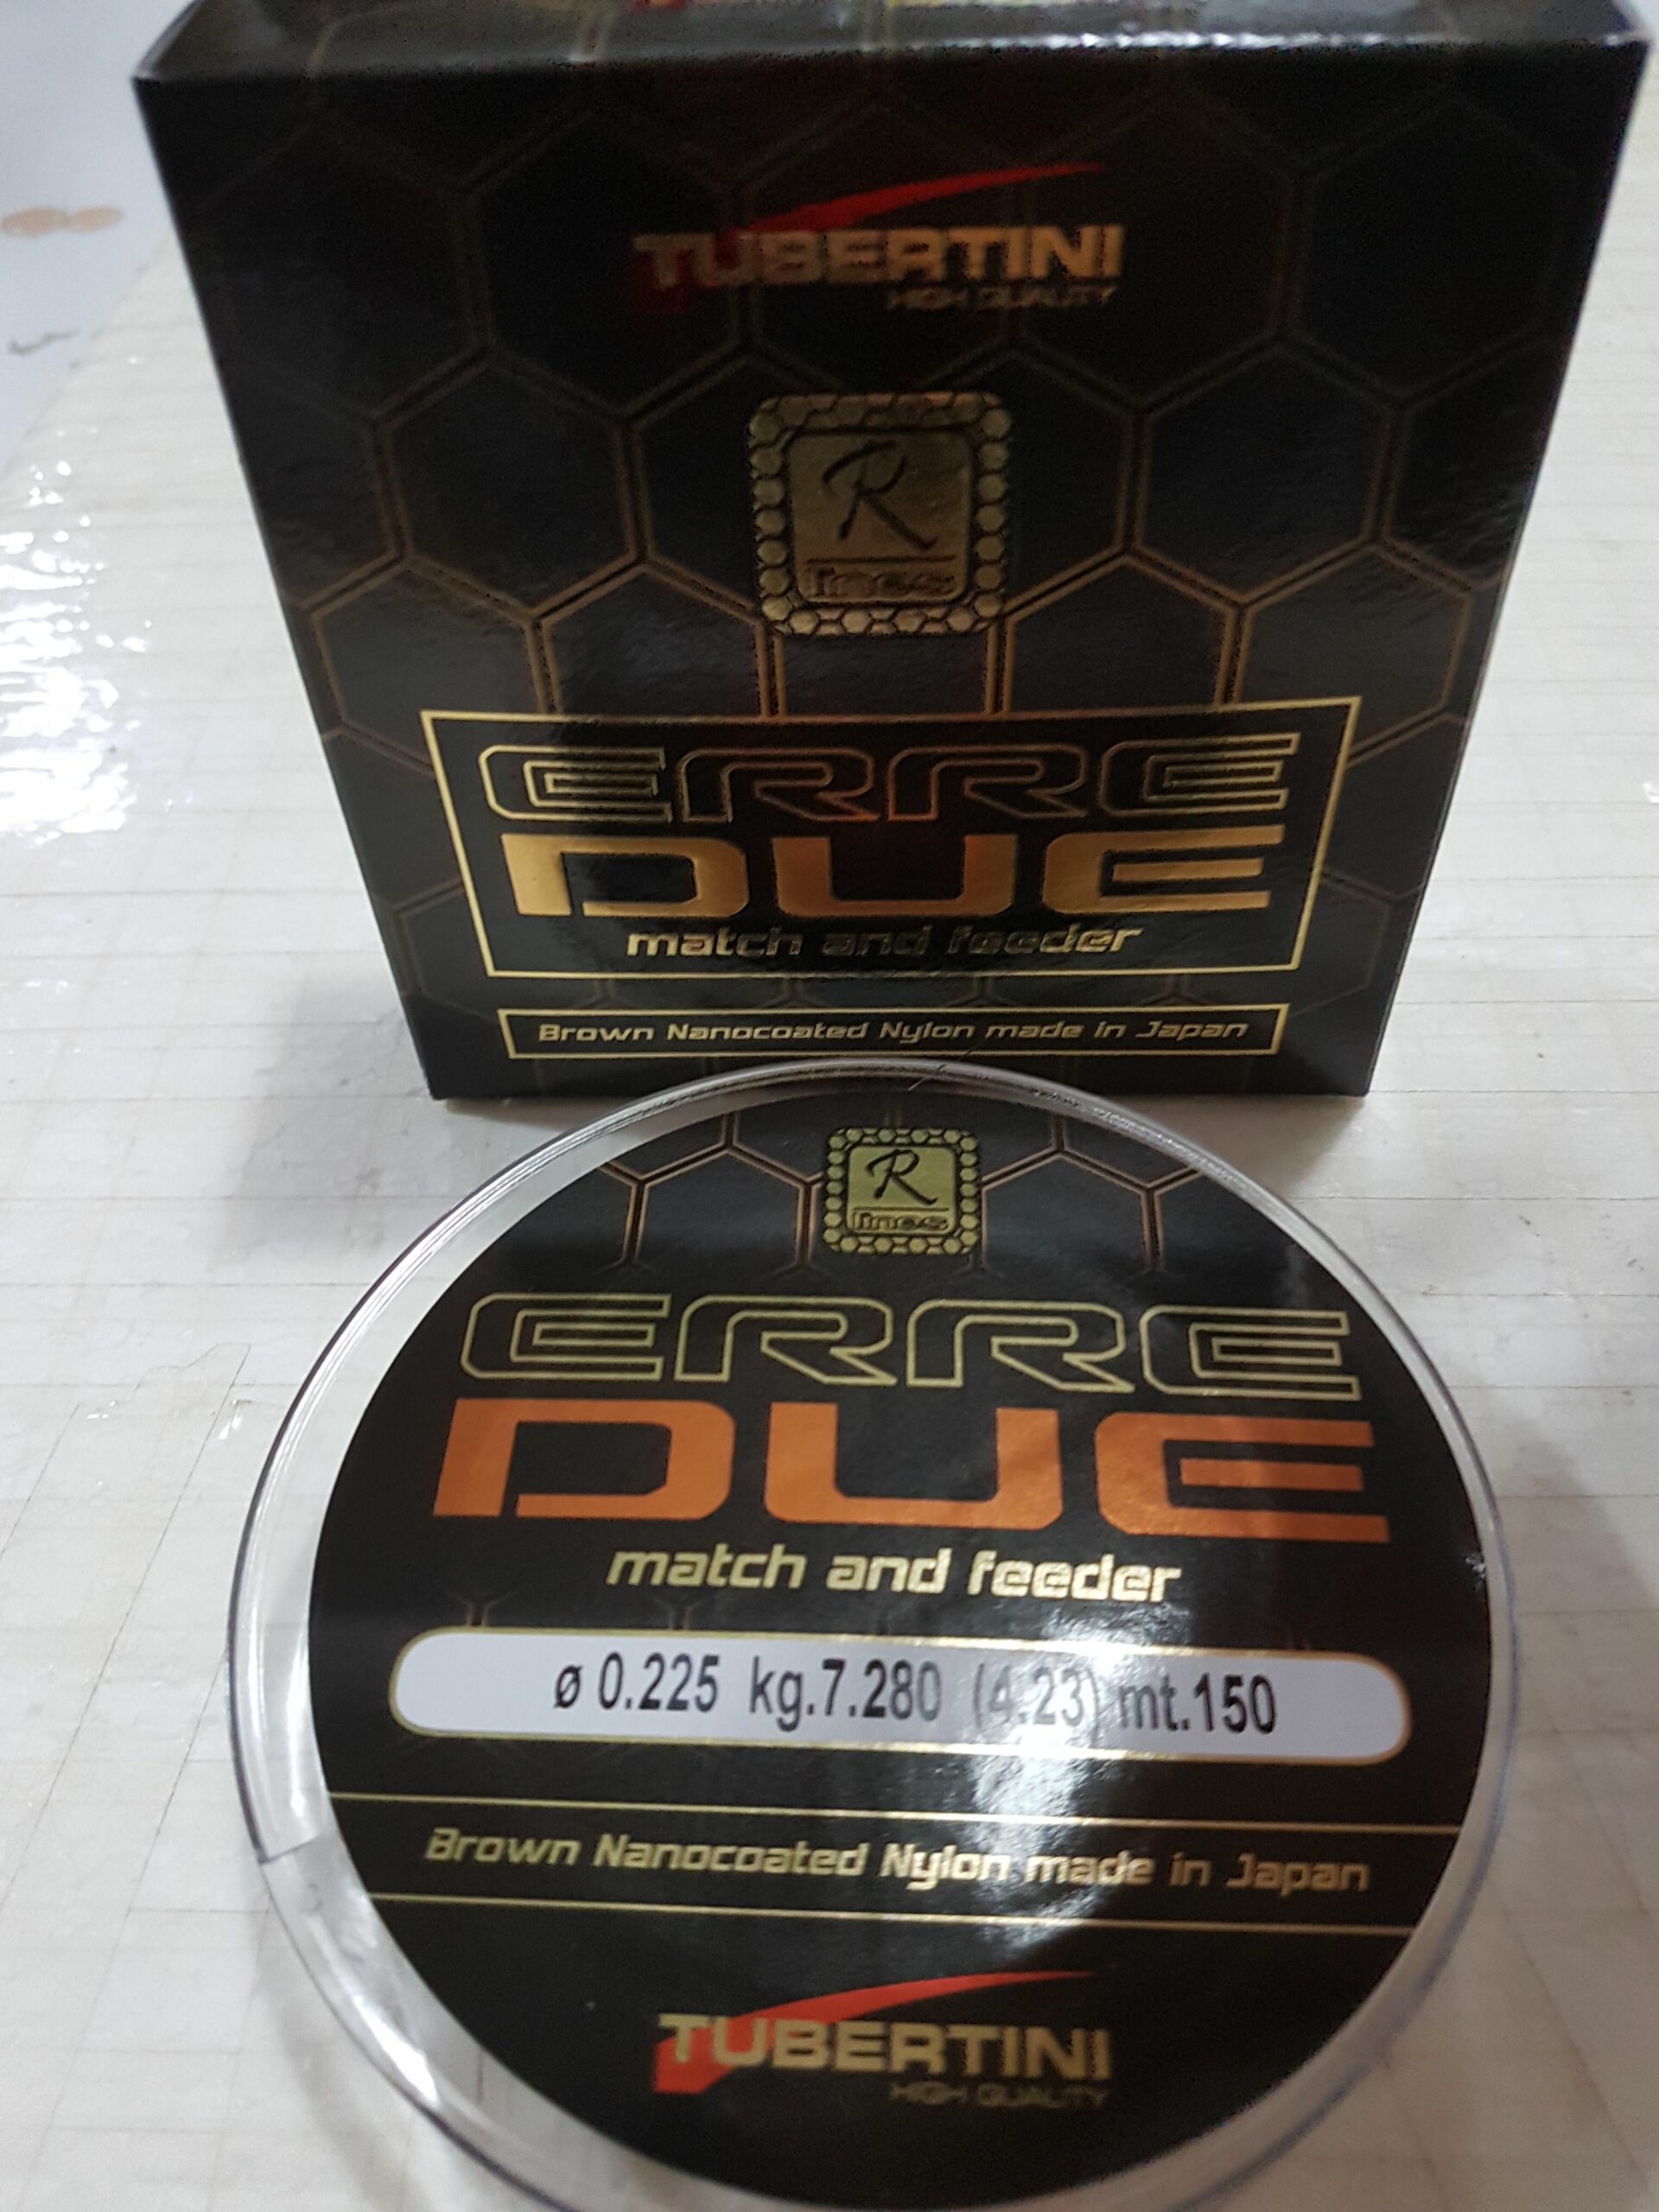 TUBERTINI
HIGH QUALITY
R
lines
ERRE
DUE
match and feeder
Brown Nanocoated Nylon made in Japan
R
lines
ERRE
DUE
match and feeder
ø 0.225 kg.7.280 (4.23) mt.150
Brown Nanocoated Nylon made in Japan
TUBERTINI
HIGH QUALITY